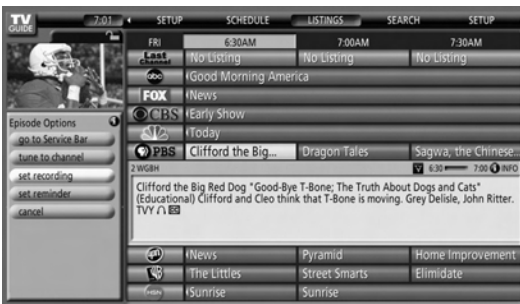 TV
GUIDE
7:01
SETUP SCHEDULE LISTINGS SEARCH SETUP
FRI 6:30AM 7:00AM 7:30AM
Last
Channel
No Listing No Listing No Listing
abc Good Morning America
FOX News
CBS Early Show
Today
PBS Clifford the Big... Dragon Tales Sagwa, the Chinese...
Episode Options
go to Service Bar
tune to channel
set recording
set reminder
cancel
2 WGBH 6:30 7:00 INFO
Clifford the Big Red Dog "Good-Bye T-Bone; The Truth About Dogs and Cats"
(Educational) Clifford and Cleo think that T-Bone is moving. Grey Delisle, John Ritter.
TVY
News Pyramid Home Improvement
WB The Littles Street Smarts Elimidate
HSN Sunrise Sunrise